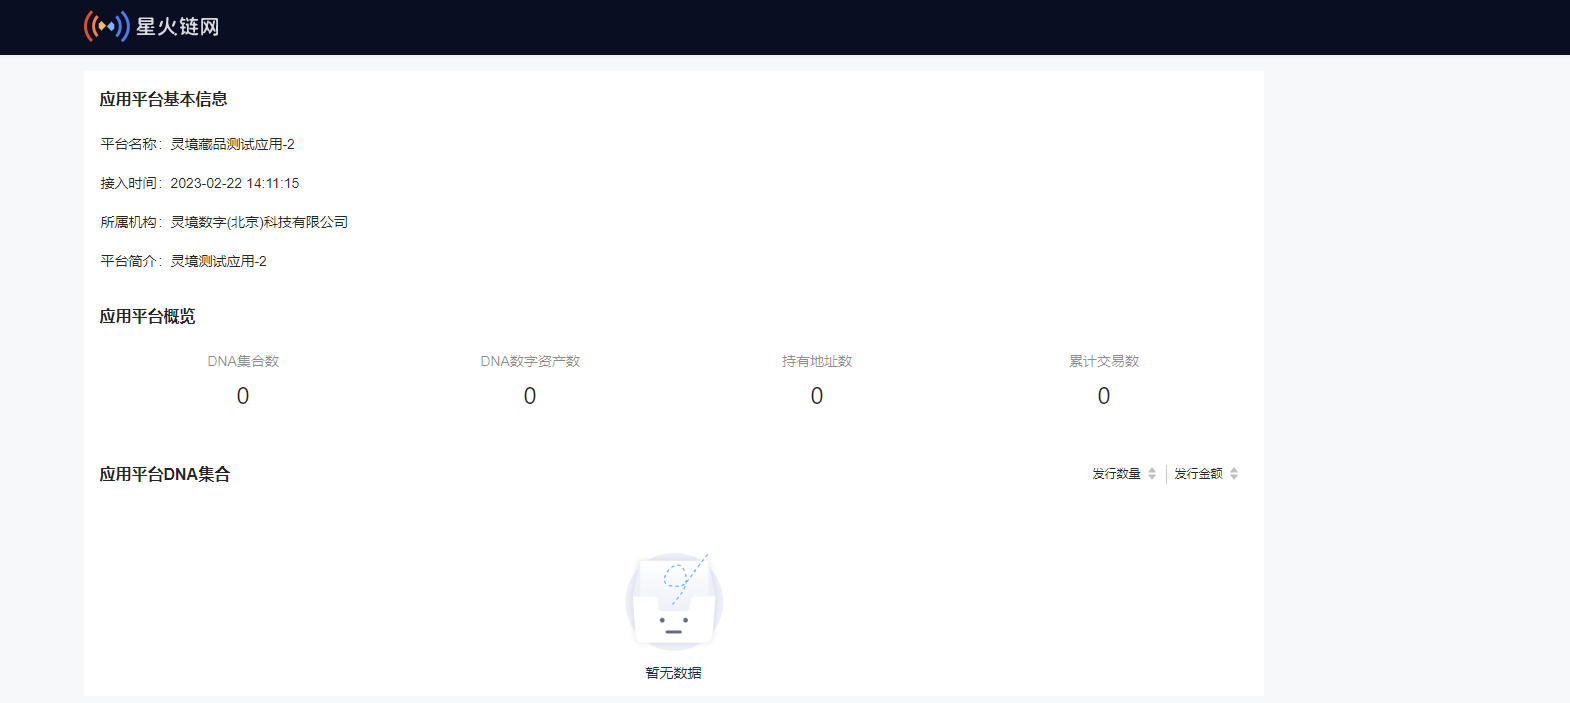 星火链网
应用平台基本信息
平台名称：灵境藏品测试应用-2
接入时间：2023-02-22 14:11:15
所属机构：灵境数字(北京)科技有限公司
平台简介：灵境测试应用-2
应用平台概览
DNA集合数 DNA数字资产数 持有地址数 累计交易数
0 0 0 0
应用平台DNA集合 发行数量 发行金额
暂无数据